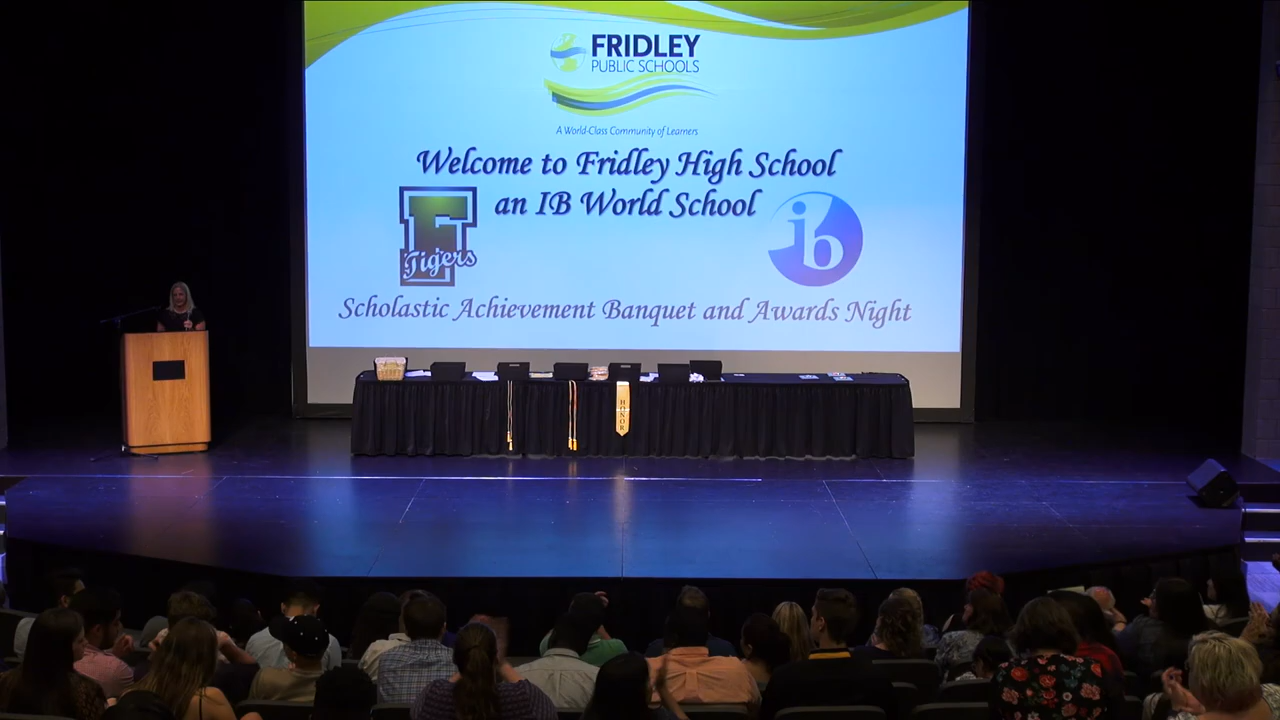 FRIDLEY
PUBLIC SCHOOLS
A World-Class Community of Learners
Welcome to Fridley High School
an IB World School
F
Tigers
ib
Scholastic Achievement Banquet and Awards Night
HONOR